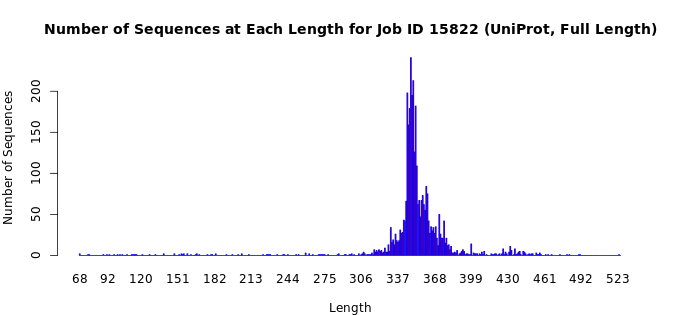 Number of Sequences at Each Length for Job ID 15822 (UniProt, Full Length)
Number of Sequences
200
150
100
50
0
68 92 120 151 182 213 244 275 306 337 368 399 430 461 492 523
Length